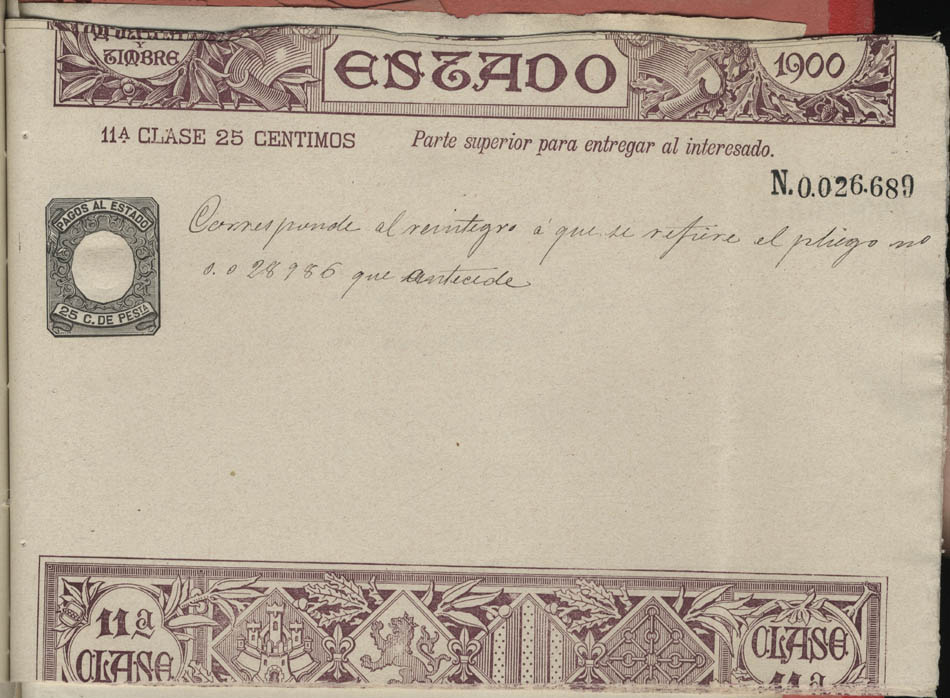 TIMBRE
Y
ESTADO
1900
11ª CLASE 25 CENTIMOS
Parte superior para entregar al interesado.
N.0.026.689
PAGOS AL ESTADO
25 C. DE PESTA
Corresponde al reintegro á que se refiere el pliego no
0.028986 que antecede
11ª
CLASE
CLASE
11ª